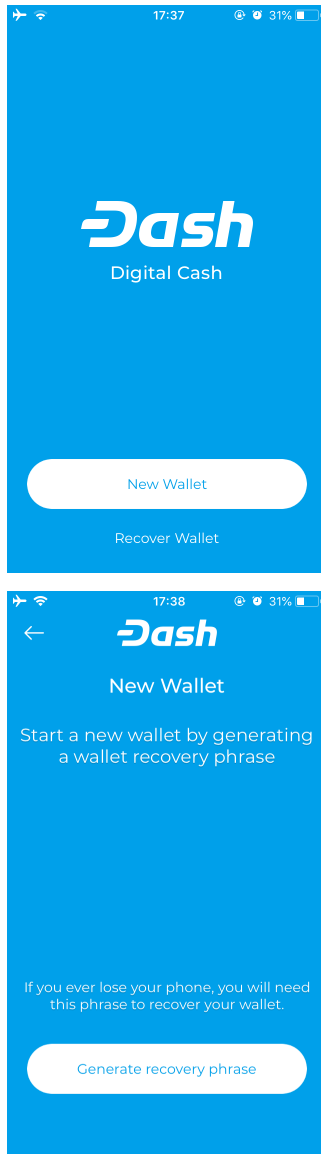 17:37
31%
Dash
Digital Cash
New Wallet
Recover Wallet
17:38
31%
Dash
New Wallet
Start a new wallet by generating
a wallet recovery phrase
If you ever lose your phone, you will need
this phrase to recover your wallet.
Generate recovery phrase